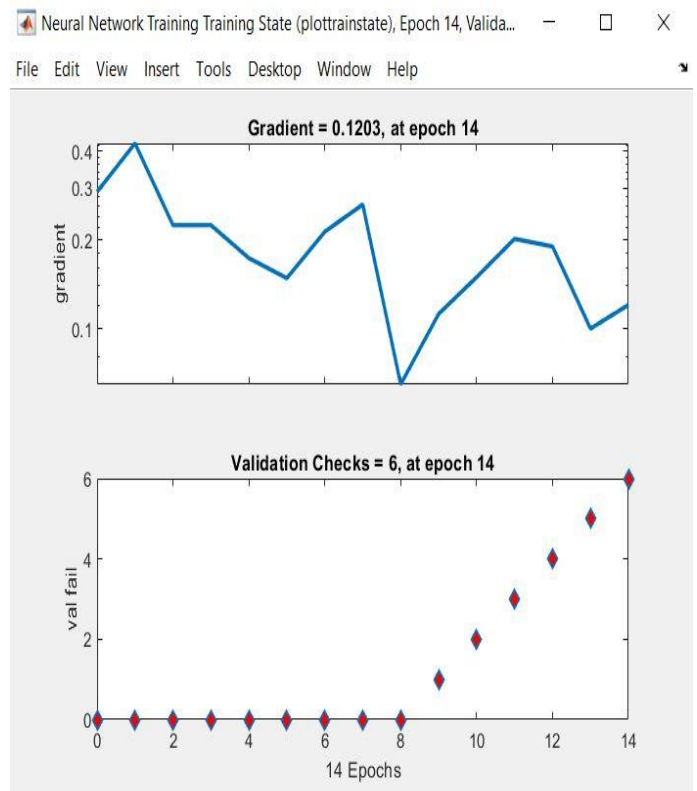 Neural Network Training Training State (plottrainstate), Epoch 14, Valida...
File Edit View Insert Tools Desktop Window Help
Gradient = 0.1203, at epoch 14
0.4
0.3
0.2
0.1
gradient
Validation Checks = 6, at epoch 14
6
4
2
0
val fail
0 2 4 6 8 10 12 14
14 Epochs